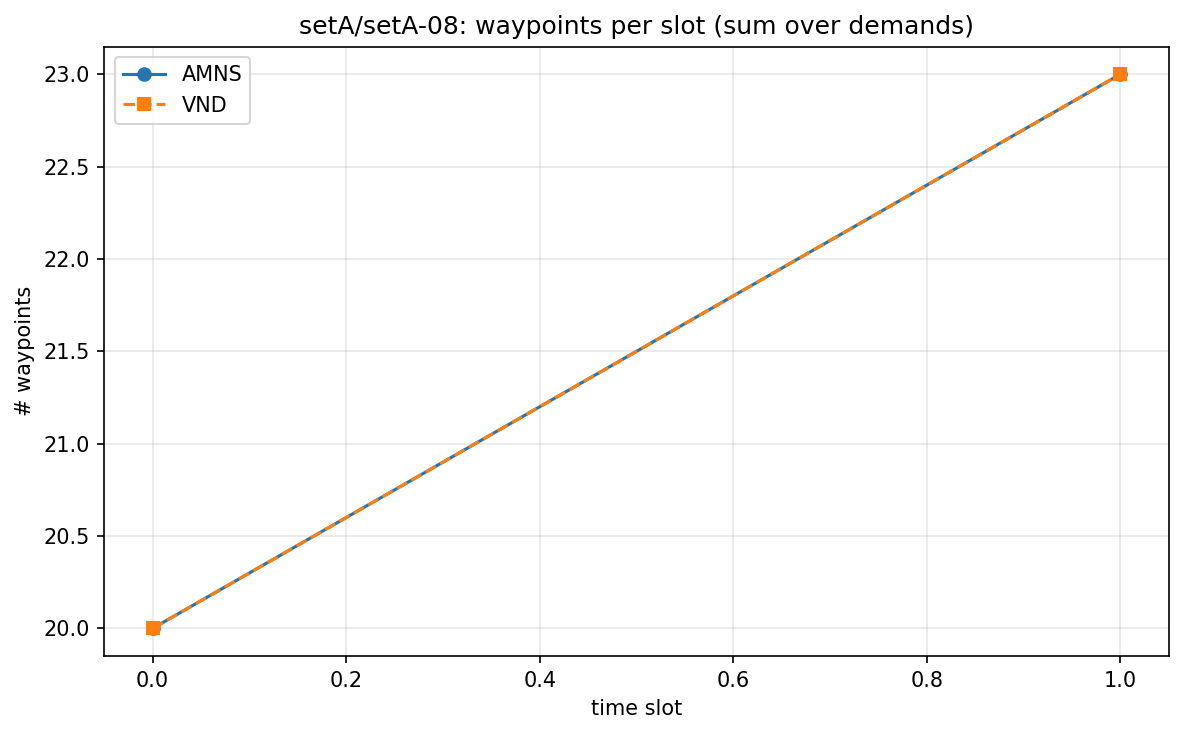 setA/setA-08: waypoints per slot (sum over demands)
AMNS
VND
# waypoints
23.0
22.5
22.0
21.5
21.0
20.5
20.0
0.0 0.2 0.4 0.6 0.8 1.0
time slot